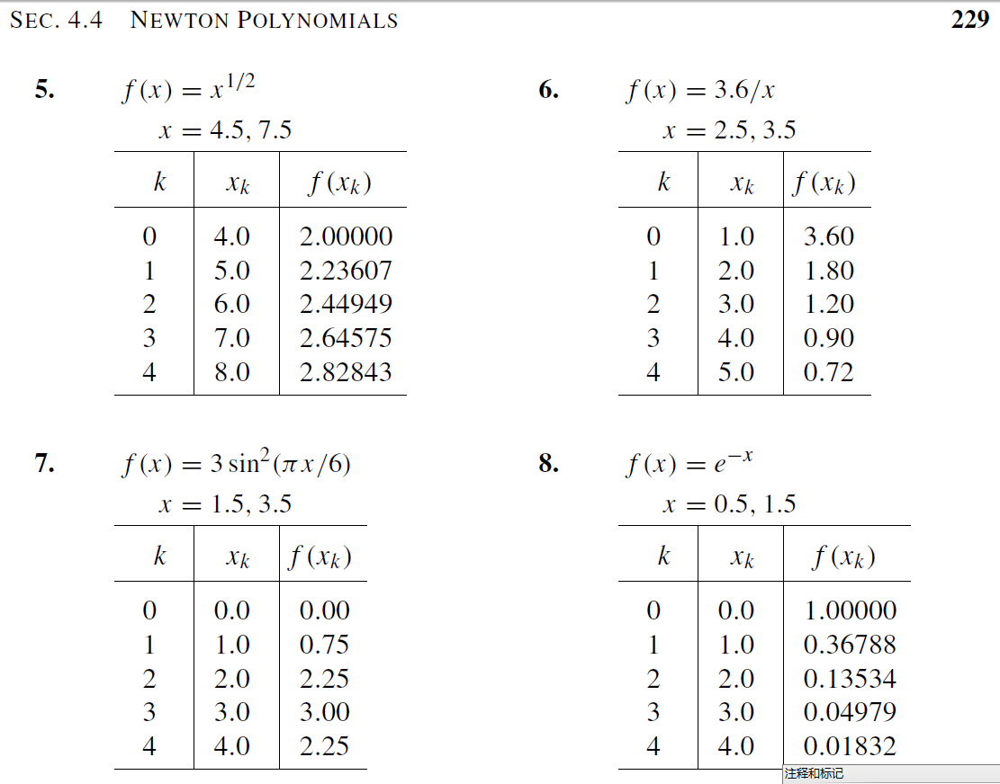 SEC. 4.4 NEWTON POLYNOMIALS 229
5. f(x) = x^{1/2}
x = 4.5, 7.5
k x_k f(x_k)
0 4.0 2.00000
1 5.0 2.23607
2 6.0 2.44949
3 7.0 2.64575
4 8.0 2.82843
6. f(x) = 3.6/x
x = 2.5, 3.5
k x_k f(x_k)
0 1.0 3.60
1 2.0 1.80
2 3.0 1.20
3 4.0 0.90
4 5.0 0.72
7. f(x) = 3 sin^2(πx/6)
x = 1.5, 3.5
k x_k f(x_k)
0 0.0 0.00
1 1.0 0.75
2 2.0 2.25
3 3.0 3.00
4 4.0 2.25
8. f(x) = e^{−x}
x = 0.5, 1.5
k x_k f(x_k)
0 0.0 1.00000
1 1.0 0.36788
2 2.0 0.13534
3 3.0 0.04979
4 4.0 0.01832
注释和标记